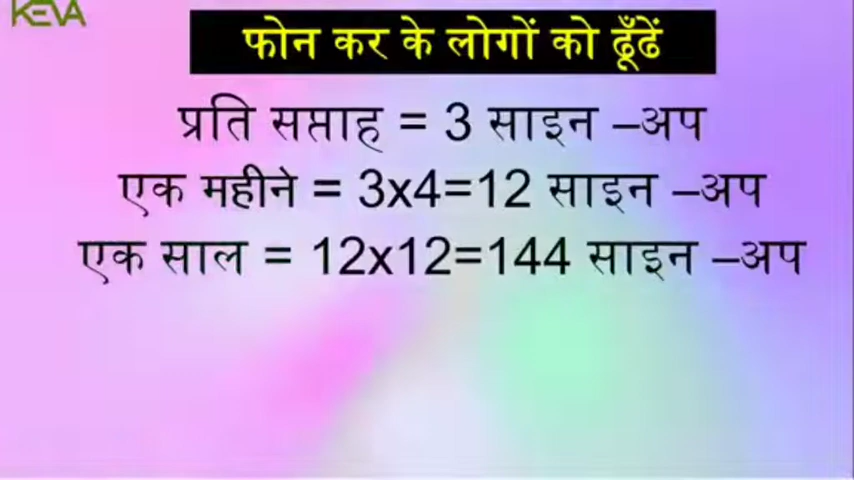 KEVA
फोन कर के लोगों को ढूँढें
प्रति सप्ताह = 3 साइन –अप
एक महीने = 3x4=12 साइन –अप
एक साल = 12x12=144 साइन –अप